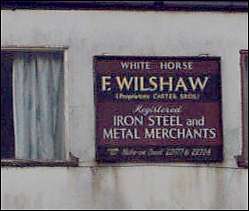 WHITE HORSE
F. WILSHAW
(Proprietors CARTER BROS.)
Registered
IRON STEEL and
METAL MERCHANTS